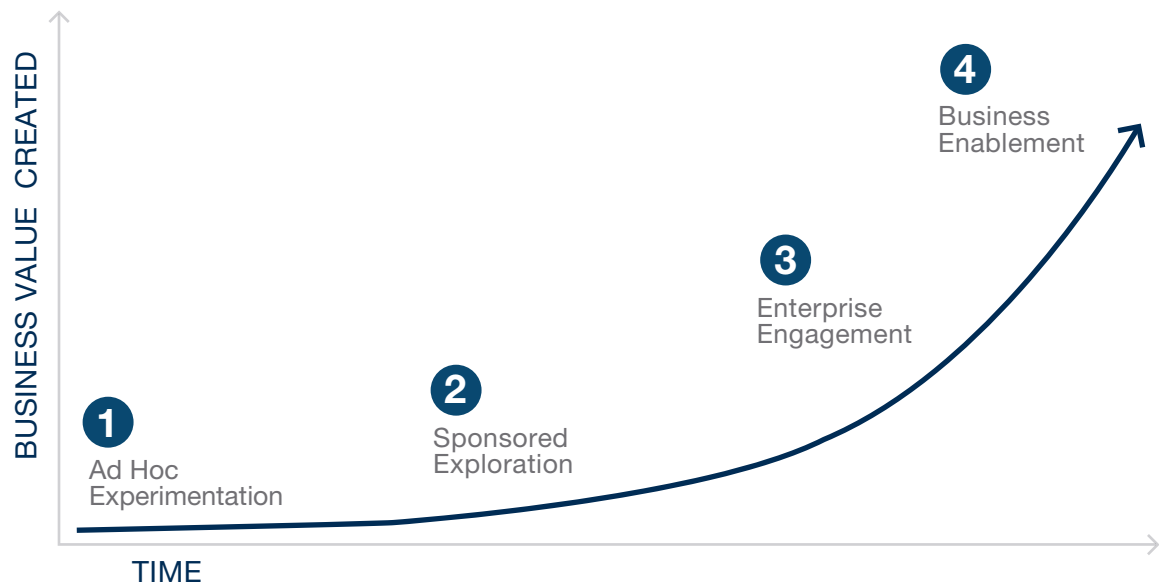 BUSINESS VALUE CREATED
1
Ad Hoc
Experimentation
2
Sponsored
Exploration
3
Enterprise
Engagement
4
Business
Enablement
TIME